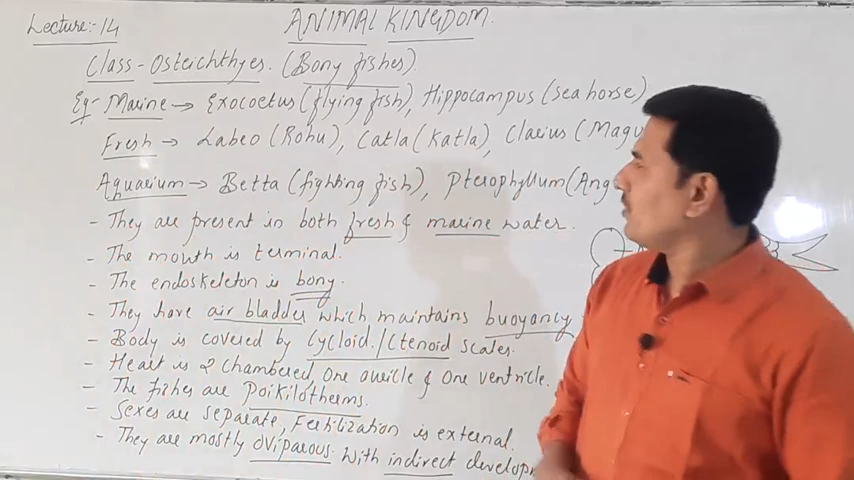 Lecture:- 14
ANIMAL KINGDOM.
Class - Osteichthyes. (Bony fishes).
Eg:- Marine → Exocoetus (flying fish), Hippocampus (sea horse)
Fresh → Labeo (Rohu), Catla (Katla), Clarius (Magu
Aquarium → Betta (fighting fish), Pterophyllum (Ang
- They are present in both fresh & marine water.
- The mouth is terminal.
- The endoskeleton is bony.
- They have air bladder which maintains buoyancy
- Body is covered by Cycloid / Ctenoid scales.
- Heart is 2 chambered one auricle & one ventricle.
- The fishes are Poikilotherms.
- Sexes are separate, Fertilization is external.
- They are mostly oviparous with indirect developm